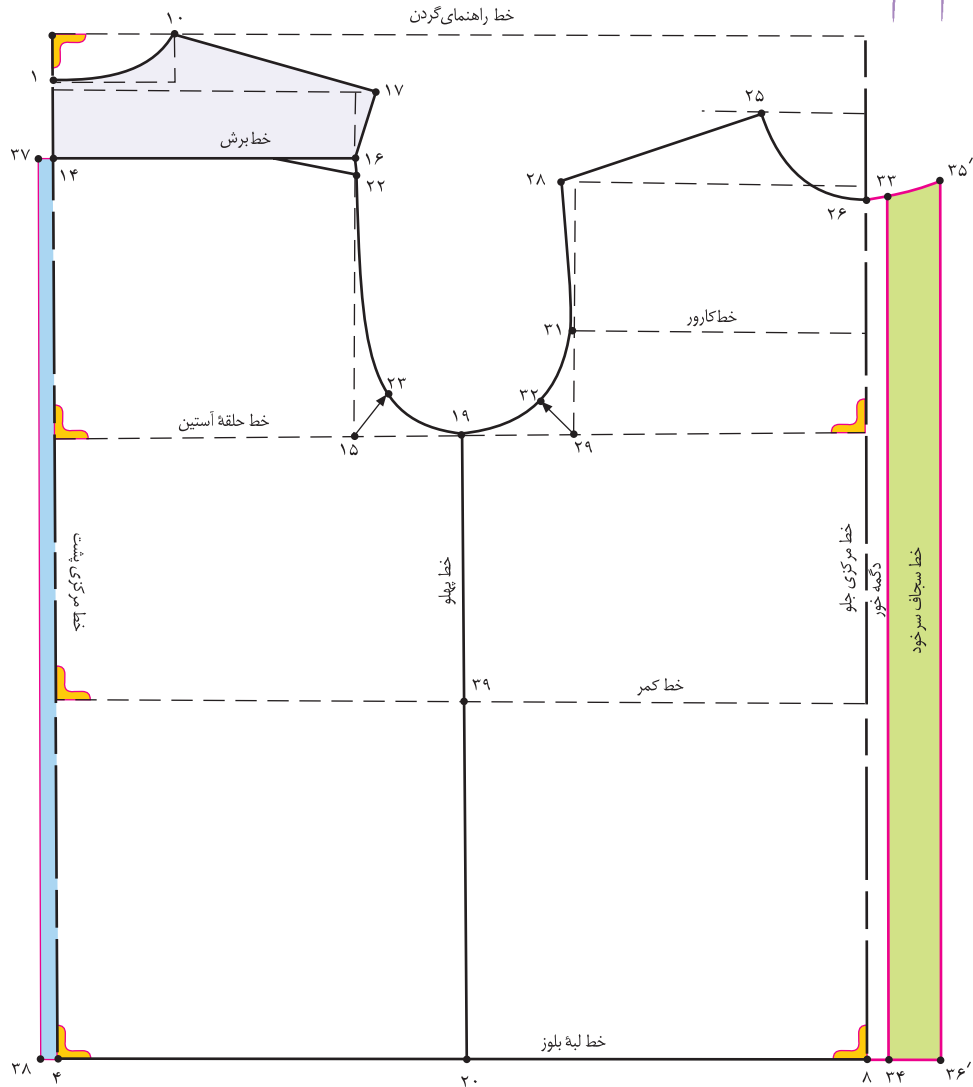 خط راهنمای گردن
۱۰
۱
۱۷
۲۵
خط برش
۳۷
۱۴
۱۶
۲۲
۲۸
۳۳
۳۵′
۲۶
خط کارور
۳۱
۲۳
۳۲
۱۹
خط حلقهٔ آستین
۱۵
۲۹
خط مرکزی پشت
خط پهلو
خط مرکزی جلو
دگمه خور
خط سجاف سرخود
۳۹
خط کمر
خط لبهٔ بلوز
۳۸
۴
۲۰
۸
۳۴
۳۶′